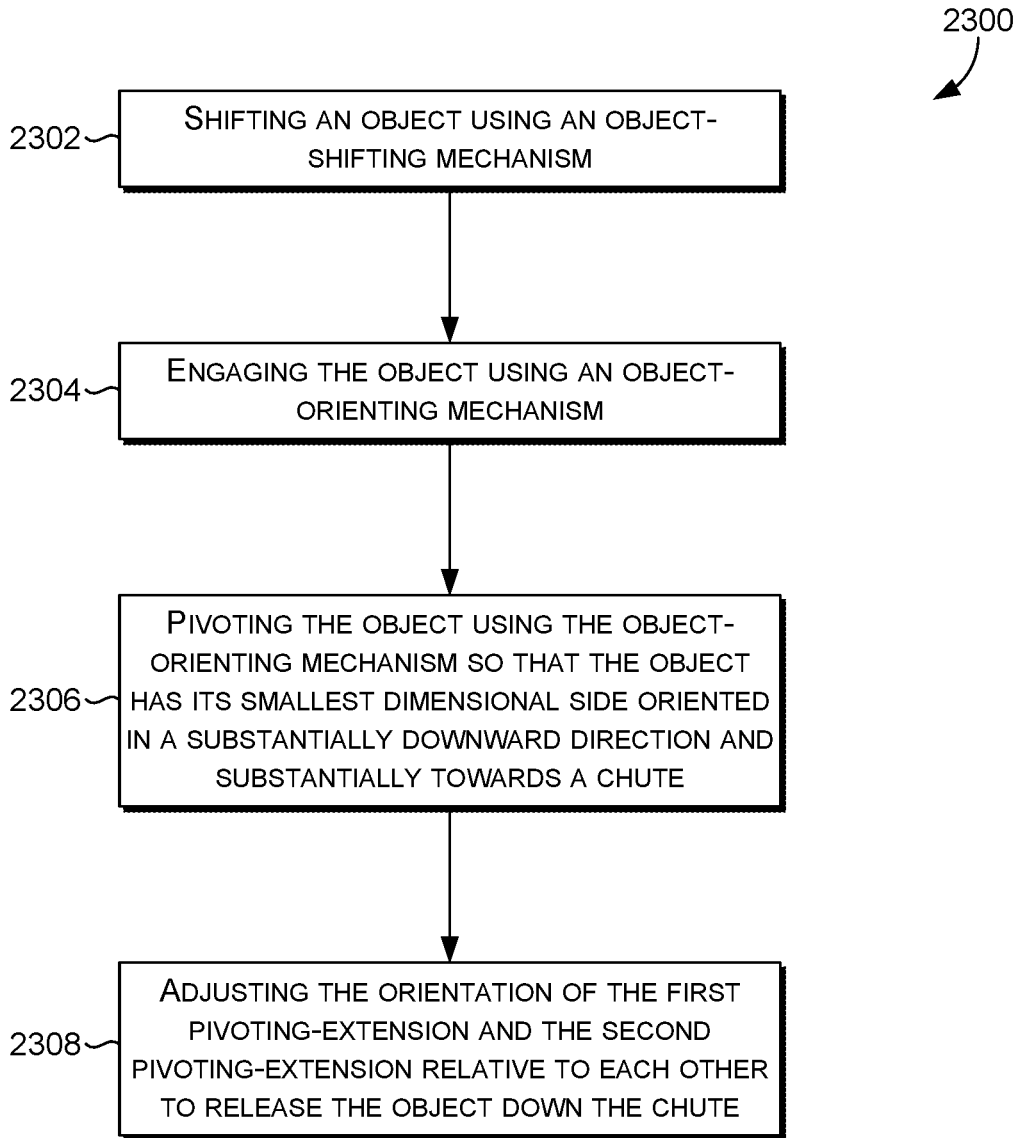 2300
2302
SHIFTING AN OBJECT USING AN OBJECT-
SHIFTING MECHANISM
2304
ENGAGING THE OBJECT USING AN OBJECT-
ORIENTING MECHANISM
2306
PIVOTING THE OBJECT USING THE OBJECT-
ORIENTING MECHANISM SO THAT THE OBJECT
HAS ITS SMALLEST DIMENSIONAL SIDE ORIENTED
IN A SUBSTANTIALLY DOWNWARD DIRECTION AND
SUBSTANTIALLY TOWARDS A CHUTE
2308
ADJUSTING THE ORIENTATION OF THE FIRST
PIVOTING-EXTENSION AND THE SECOND
PIVOTING-EXTENSION RELATIVE TO EACH OTHER
TO RELEASE THE OBJECT DOWN THE CHUTE